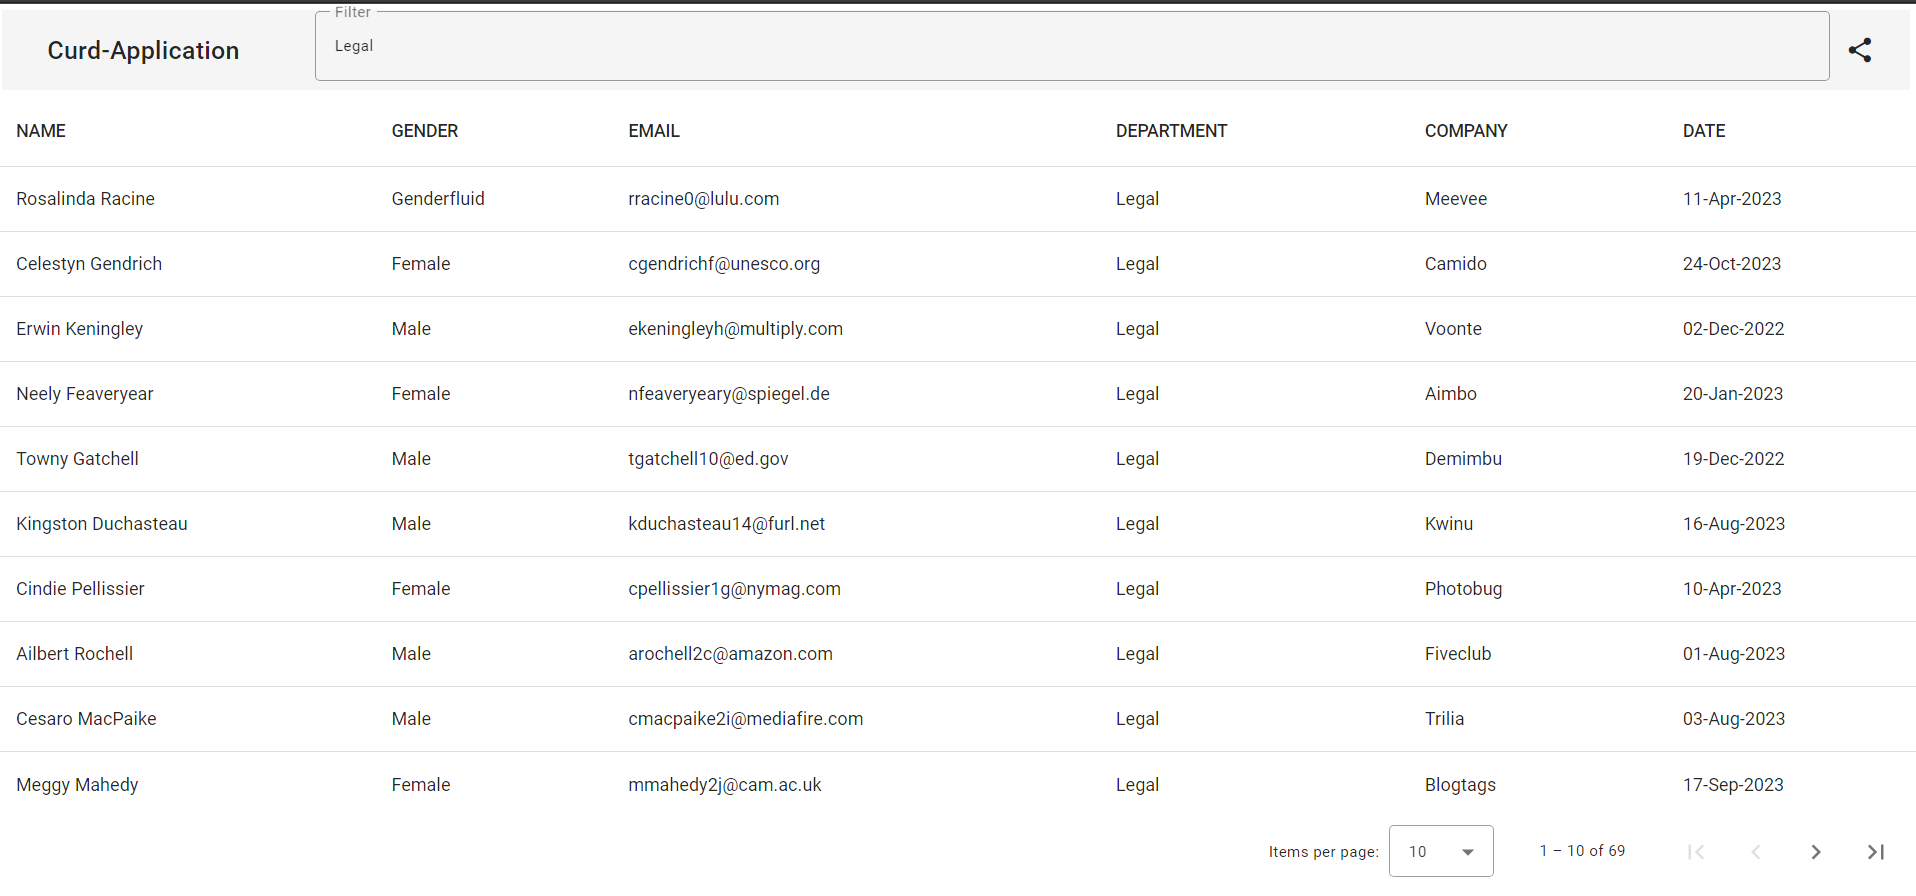 Filter
Curd-Application
Legal
NAME GENDER EMAIL DEPARTMENT COMPANY DATE
Rosalinda Racine Genderfluid rracine0@lulu.com Legal Meevee 11-Apr-2023
Celestyn Gendrich Female cgendrichf@unesco.org Legal Camido 24-Oct-2023
Erwin Keningley Male ekeningleyh@multiply.com Legal Voonte 02-Dec-2022
Neely Feaveryear Female nfeaveryeary@spiegel.de Legal Aimbo 20-Jan-2023
Towny Gatchell Male tgatchell10@ed.gov Legal Demimbu 19-Dec-2022
Kingston Duchasteau Male kduchasteau14@furl.net Legal Kwinu 16-Aug-2023
Cindie Pellissier Female cpellissier1g@nymag.com Legal Photobug 10-Apr-2023
Ailbert Rochell Male arochell2c@amazon.com Legal Fiveclub 01-Aug-2023
Cesaro MacPaike Male cmacpaike2i@mediafire.com Legal Trilia 03-Aug-2023
Meggy Mahedy Female mmahedy2j@cam.ac.uk Legal Blogtags 17-Sep-2023
Items per page: 10 1 – 10 of 69